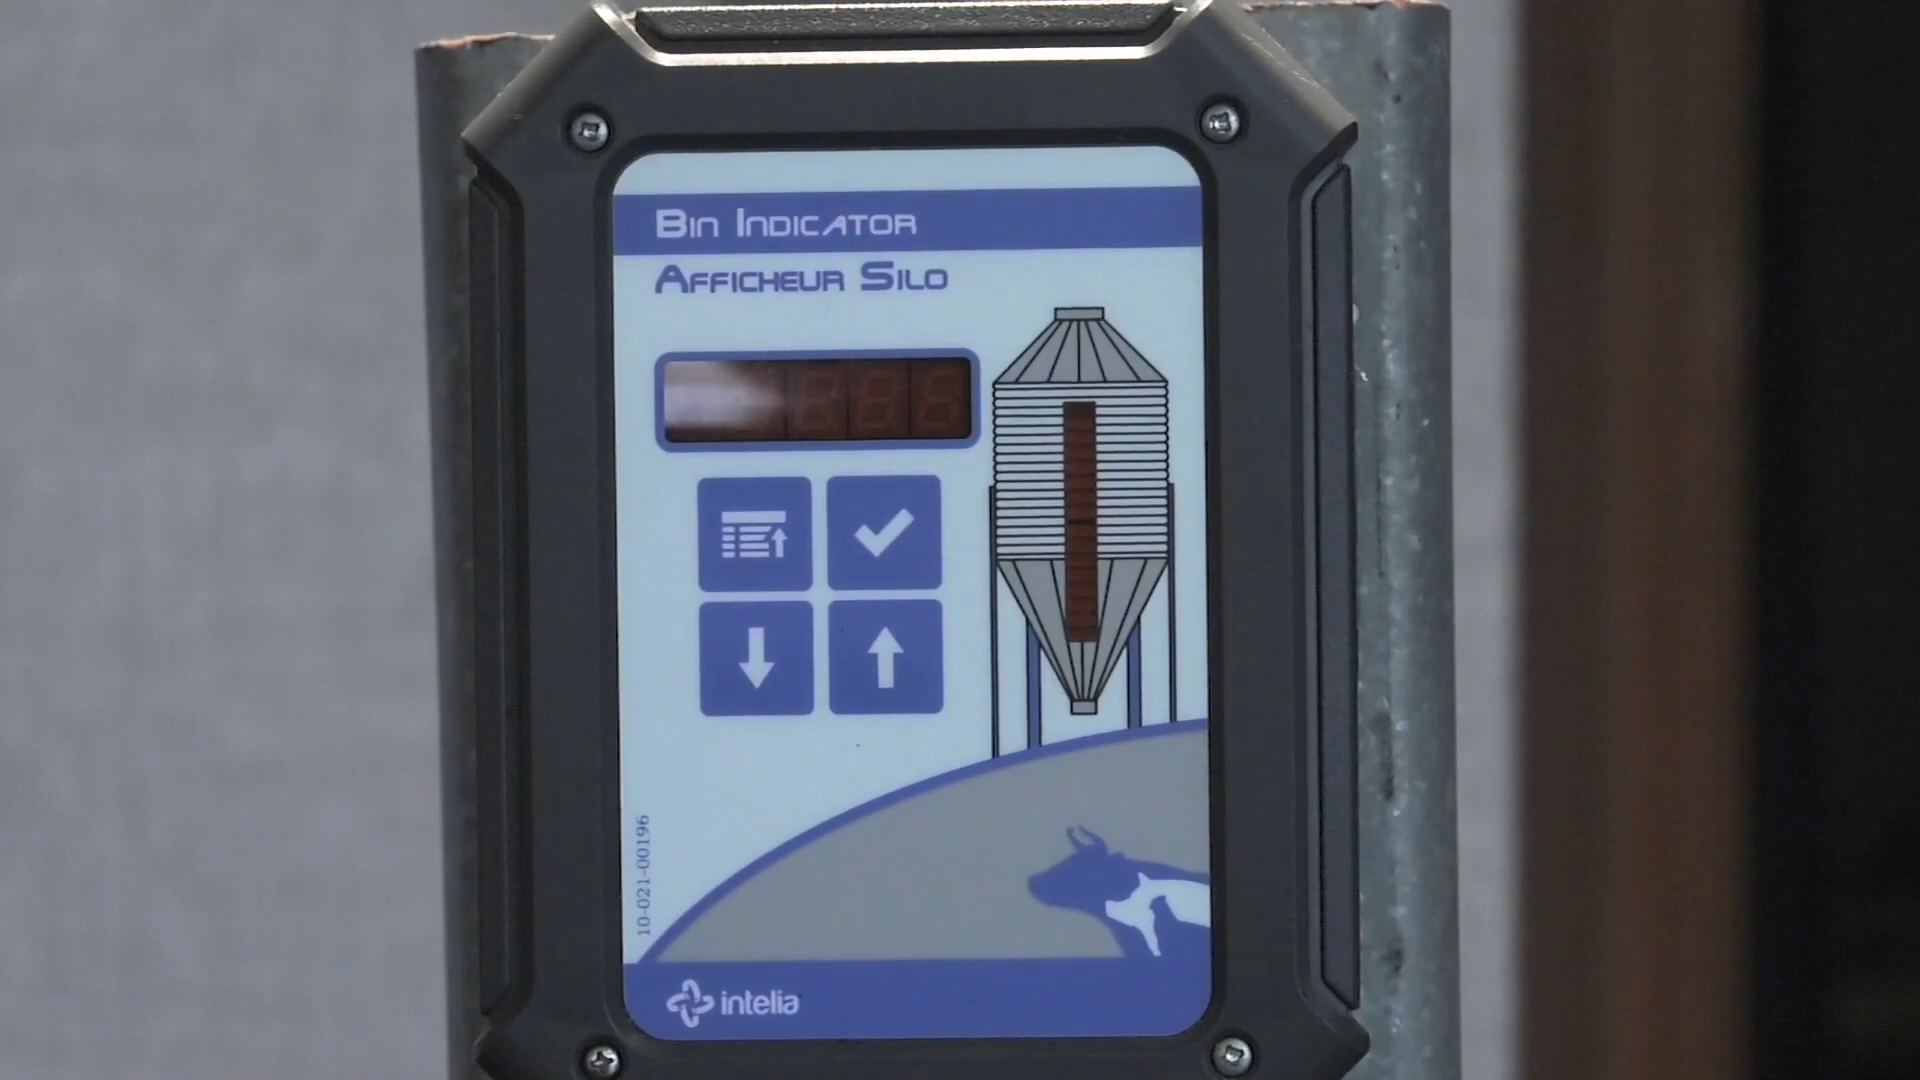 BIN INDICATOR
AFFICHEUR SILO
10-021-00196
intelia